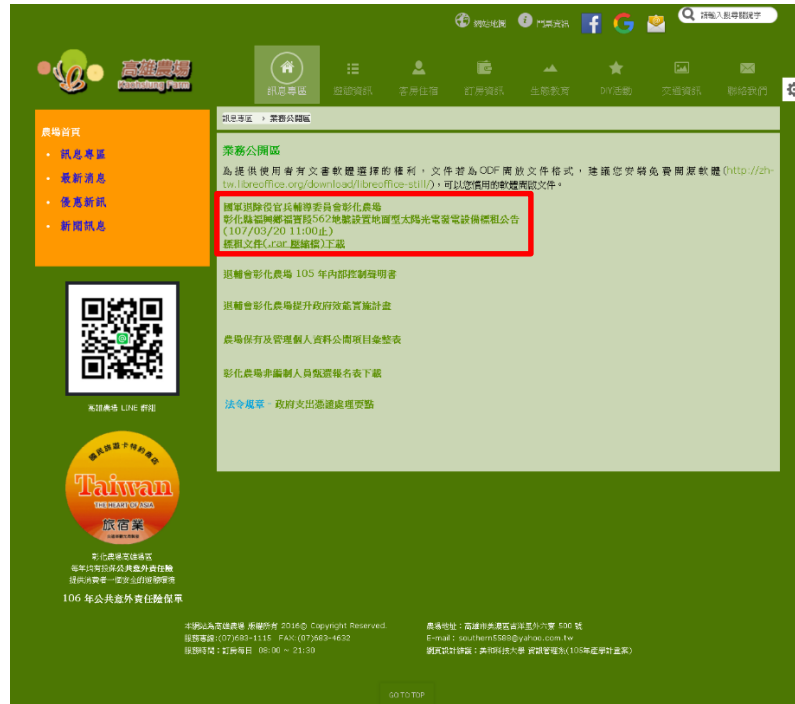 網站地圖 門票資訊 請輸入搜尋關鍵字
高雄農場
Kaohsiung Farm
訊息專區 遊遊資訊 客房住宿 訂房資訊 生態教育 DIY活動 交通資訊 聯絡我們
訊息專區 › 業務公開區
農場首頁
訊息專區
最新消息
優惠新訊
新聞訊息
業務公開區
為提供使用者有文書軟體選擇的權利，文件若為ODF開放文件格式，建議您安裝免費開源軟體(http://zh-
tw.libreoffice.org/download/libreoffice-still/)，可以您慣用的軟體開啟文件。
國軍退除役官兵輔導委員會彰化農場
彰化縣福興鄉福寶段562地號設置地面型太陽光電發電設備標租公告
(107/03/20 11:00止)
標租文件(.rar 壓縮檔)下載
退輔會彰化農場 105 年內部控制聲明書
退輔會彰化農場提升政府效能實施計畫
農場保有及管理個人資料公開項目彙整表
彰化農場非編制人員甄選報名表下載
法令規章 - 政府支出憑證處理要點
高雄農場 LINE 群組
國民旅遊卡特約商店
Taiwan
THE HEART OF ASIA
旅宿業
彰化農場高雄場區
每年均有投保公共意外責任險
提供消費者一個安全的遊憩環境
106 年公共意外責任險保單
本網站為高雄農場 版權所有 2016© Copyright Reserved.
服務專線:(07)683-1115 FAX:(07)683-4632
服務時間：訂房每日 08:00 ~ 21:30
農場地址：高雄市美濃區吉洋里外六寮 500 號
E-mail：southern5588@yahoo.com.tw
網頁設計維護：美和科技大學 資訊管理系(105年產學計畫案)
GO TO TOP